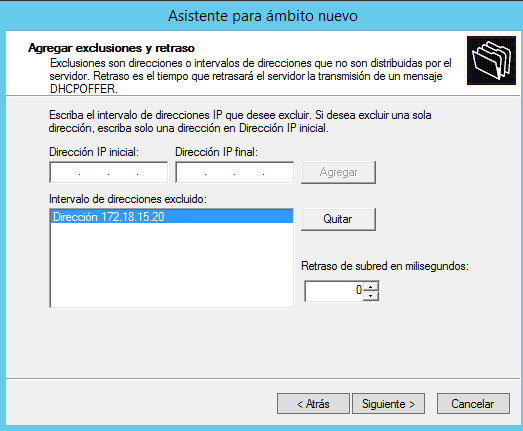 Asistente para ámbito nuevo
Agregar exclusiones y retraso
Exclusiones son direcciones o intervalos de direcciones que no son distribuidas por el
servidor. Retraso es el tiempo que retrasará el servidor la transmisión de un mensaje
DHCPOFFER.
Escriba el intervalo de direcciones IP que desee excluir. Si desea excluir una sola
dirección, escriba solo una dirección en Dirección IP inicial.
Dirección IP inicial: Dirección IP final:
. . . . . . Agregar
Intervalo de direcciones excluido:
Dirección 172.18.15.20 Quitar
Retraso de subred en milisegundos:
0
< Atrás Siguiente > Cancelar